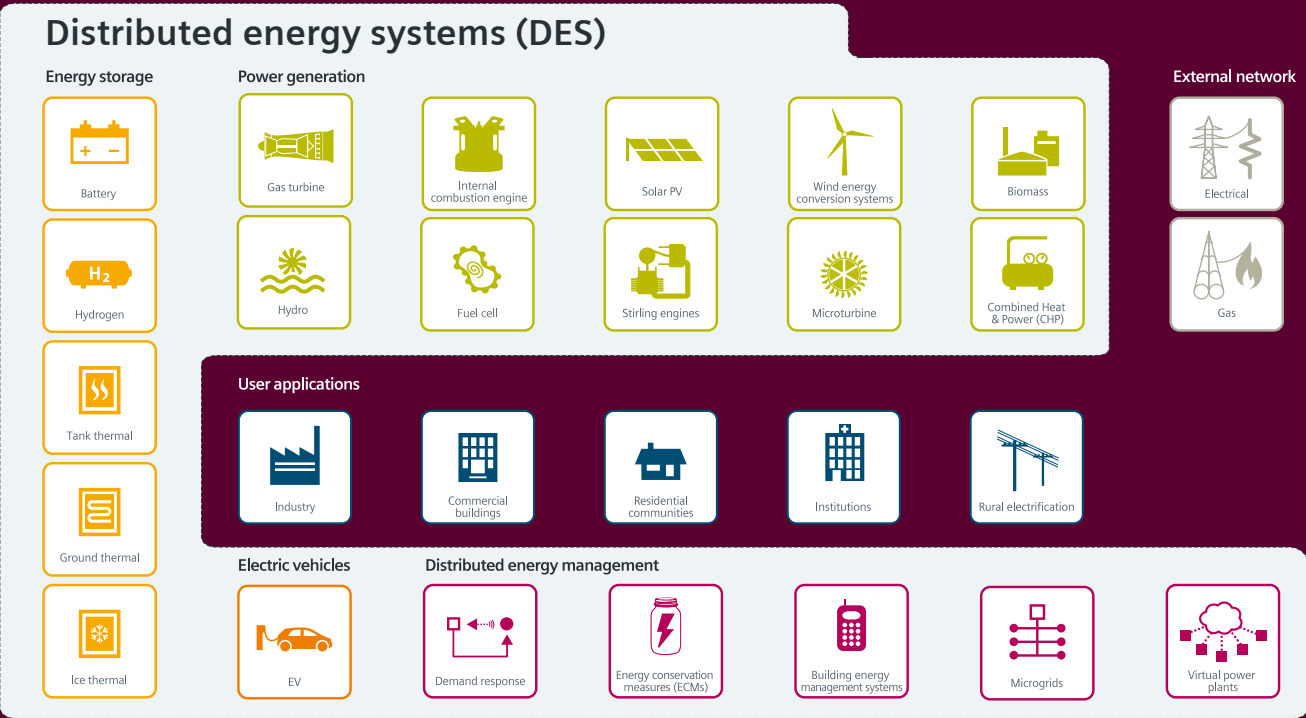 Distributed energy systems (DES)
Energy storage
Battery
H2
Hydrogen
Tank thermal
Ground thermal
Ice thermal
Power generation
Gas turbine
Internal
combustion engine
Solar PV
Wind energy
conversion systems
Biomass
Hydro
Fuel cell
Stirling engines
Microturbine
Combined Heat
& Power (CHP)
External network
Electrical
Gas
User applications
Industry
Commercial
buildings
Residential
communities
Institutions
Rural electrification
Electric vehicles
EV
Distributed energy management
Demand response
Energy conservation
measures (ECMs)
Building energy
management systems
Microgrids
Virtual power
plants